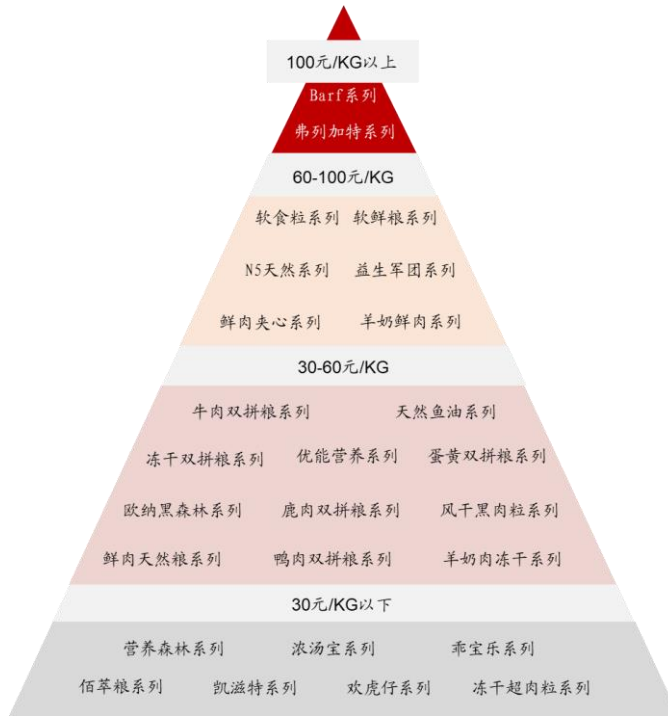 100元/KG以上
Barf系列
弗列加特系列
60-100元/KG
软食粒系列 软鲜粮系列
N5天然系列 益生军团系列
鲜肉夹心系列 羊奶鲜肉系列
30-60元/KG
牛肉双拼粮系列 天然鱼油系列
冻干双拼粮系列 优能营养系列 蛋黄双拼粮系列
欧纳黑森林系列 鹿肉双拼粮系列 风干黑肉粒系列
鲜肉天然粮系列 鸭肉双拼粮系列 羊奶肉冻干系列
30元/KG以下
营养森林系列 浓汤宝系列 乖宝乐系列
佰萃粮系列 凯滋特系列 欢虎仔系列 冻干超肉粒系列